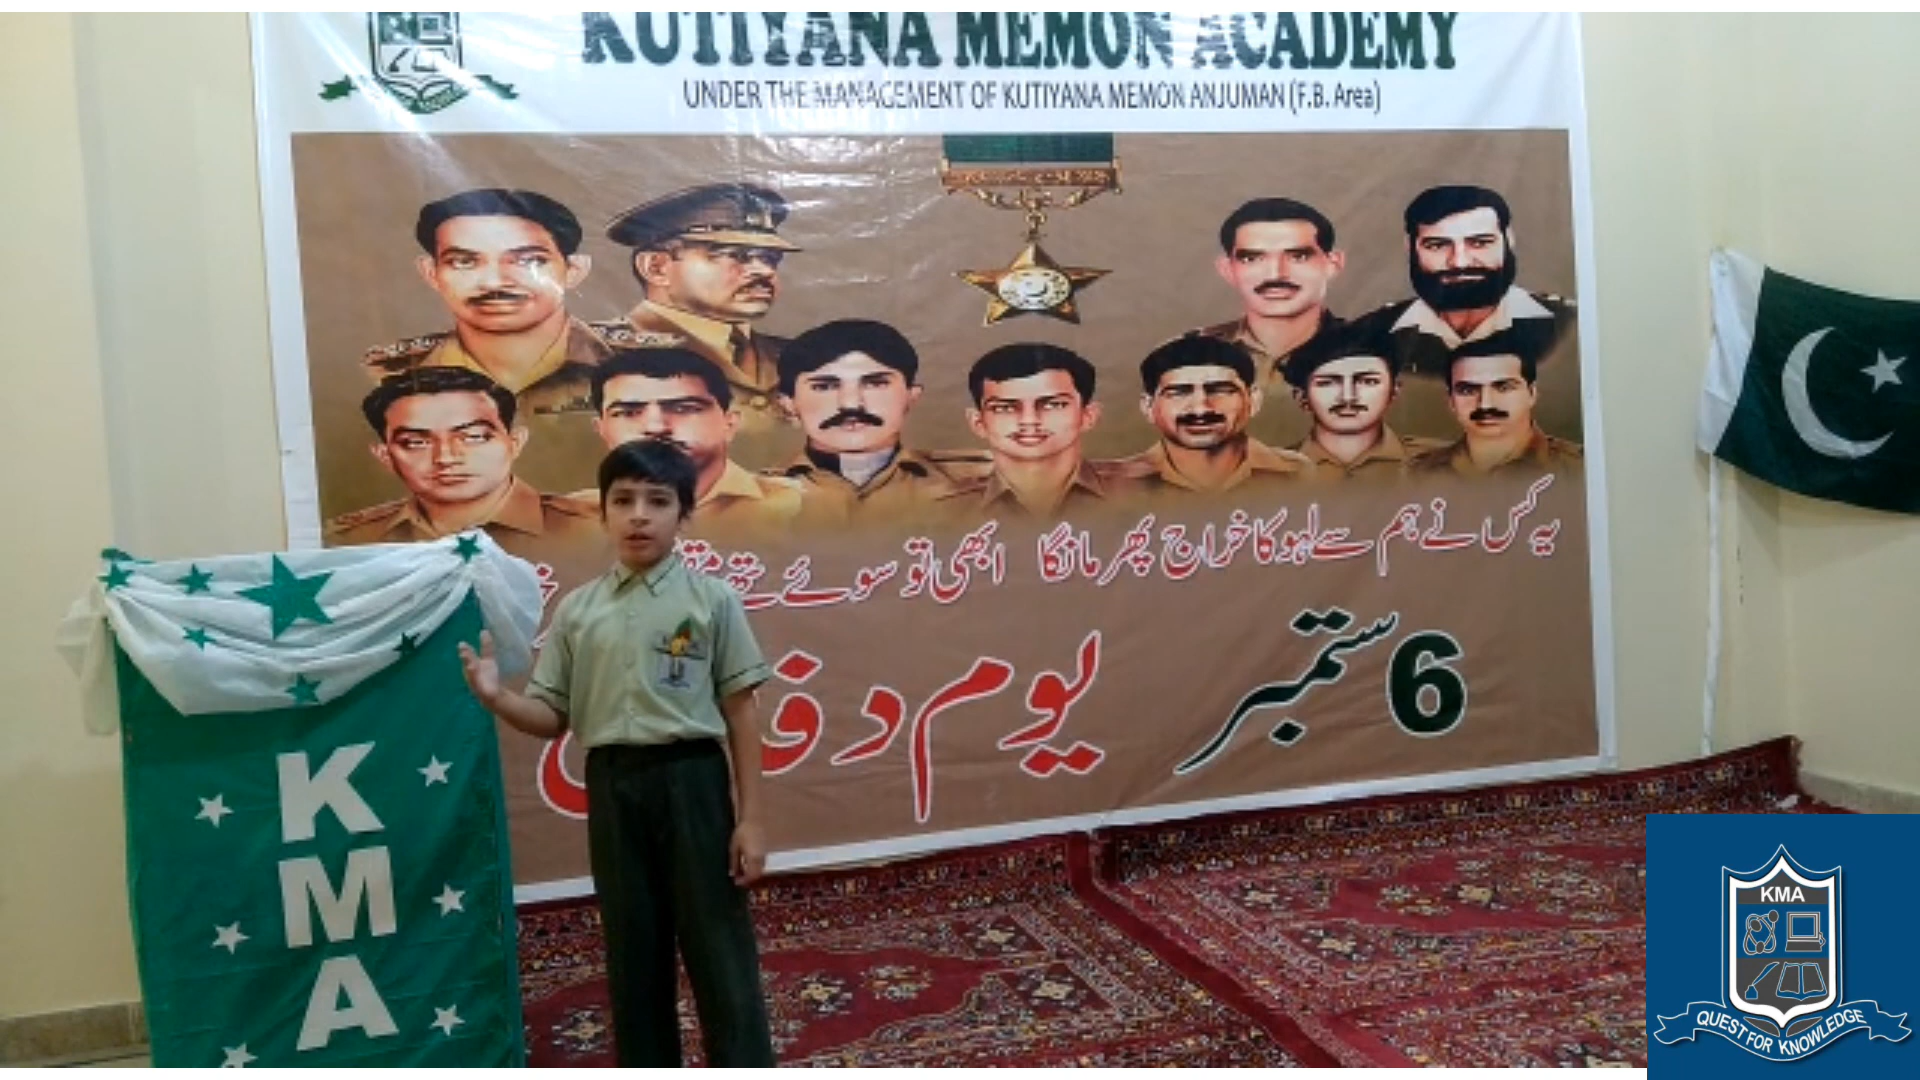 KUTIYANA MEMON ACADEMY
UNDER THE MANAGEMENT OF KUTIYANA MEMON ANJUMAN (F.B. Area)
یہ کس نے ہم سے لہو کا خراج پھر مانگا ابھی تو سوئے تھے
6 ستمبر یوم دف
KMA
KMA
QUEST FOR KNOWLEDGE